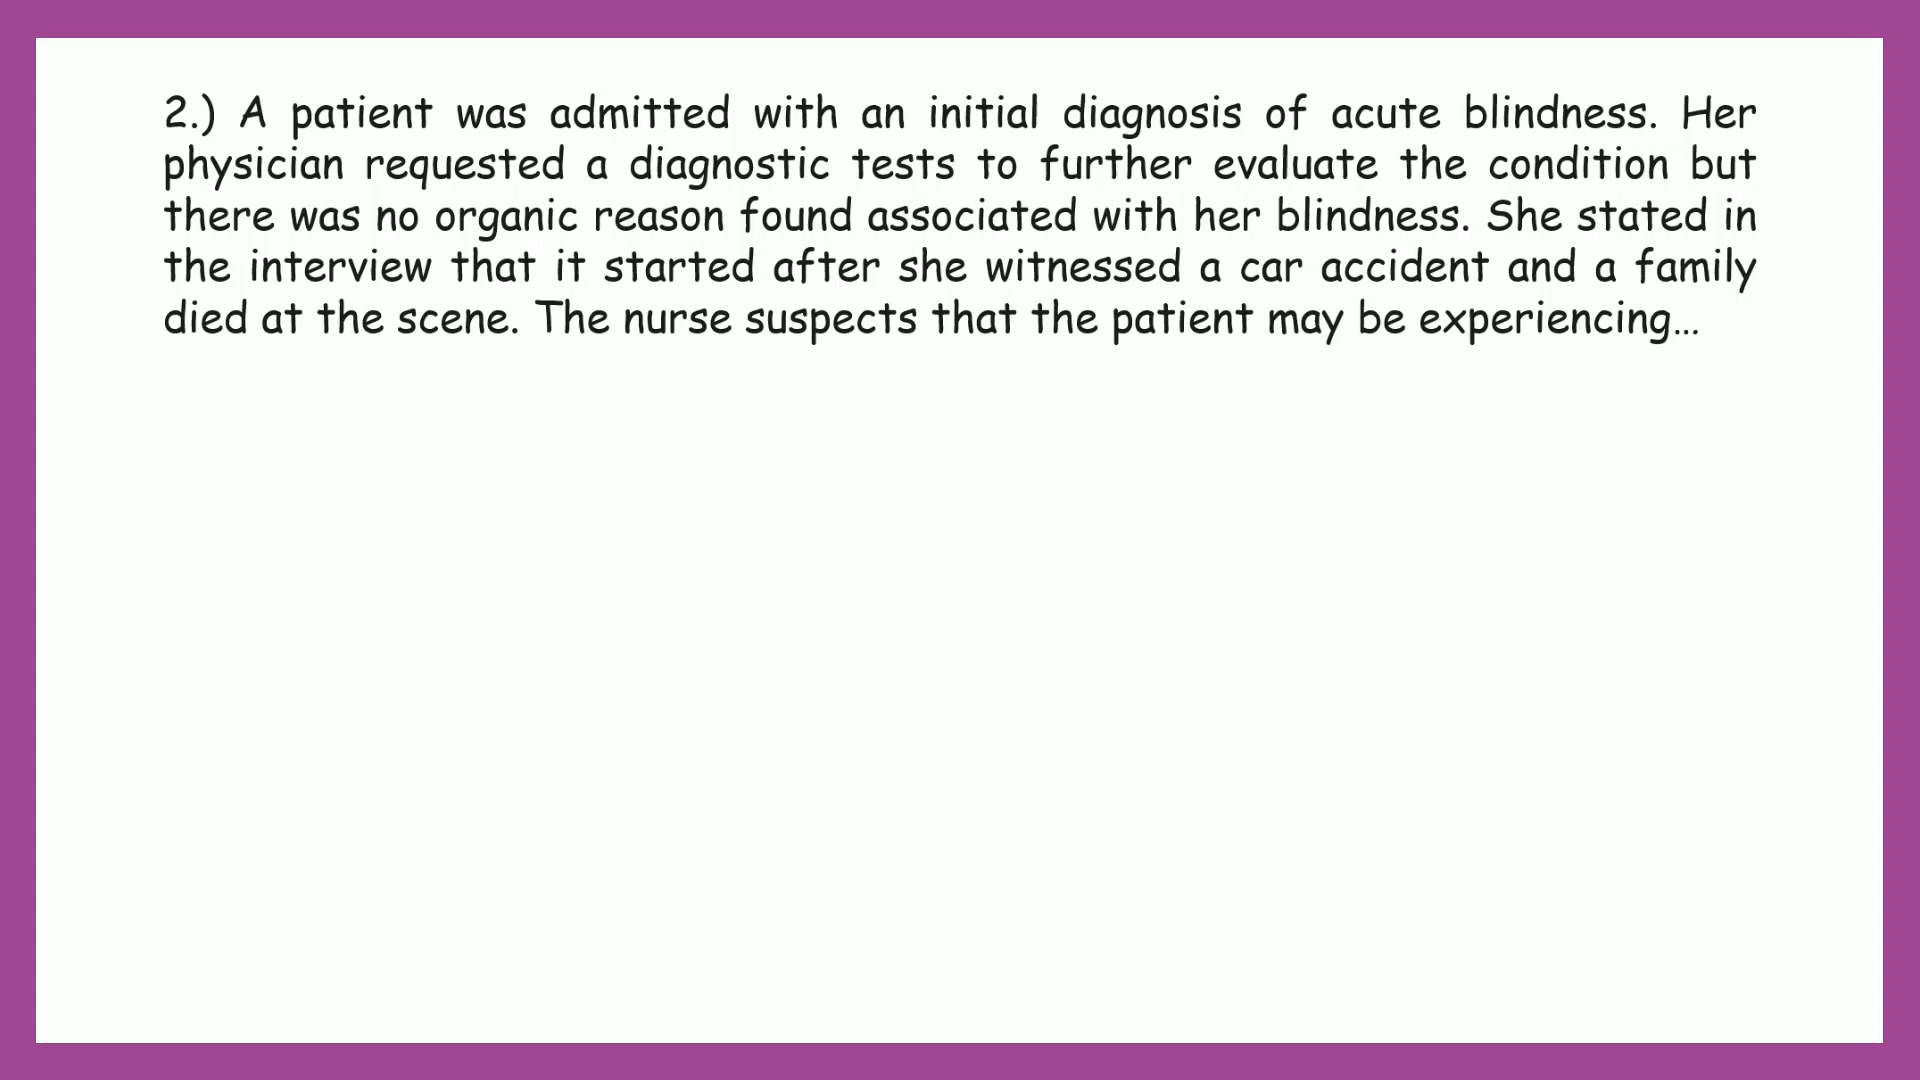 2.) A patient was admitted with an initial diagnosis of acute blindness. Her
physician requested a diagnostic tests to further evaluate the condition but
there was no organic reason found associated with her blindness. She stated in
the interview that it started after she witnessed a car accident and a family
died at the scene. The nurse suspects that the patient may be experiencing...